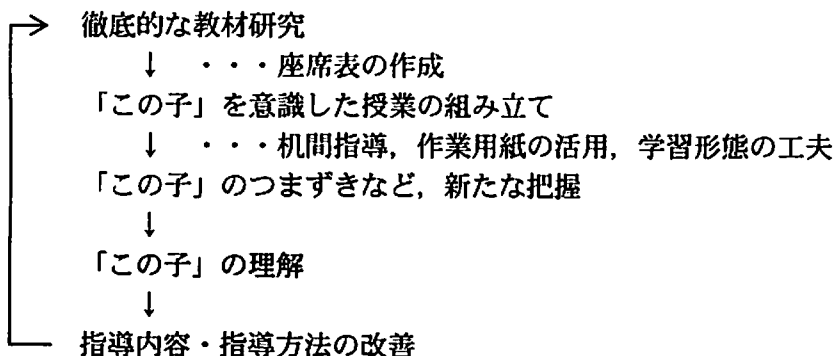 徹底的な教材研究
↓ ・・・座席表の作成
「この子」を意識した授業の組み立て
↓ ・・・机間指導,作業用紙の活用,学習形態の工夫
「この子」のつまずきなど,新たな把握
↓
「この子」の理解
↓
指導内容・指導方法の改善